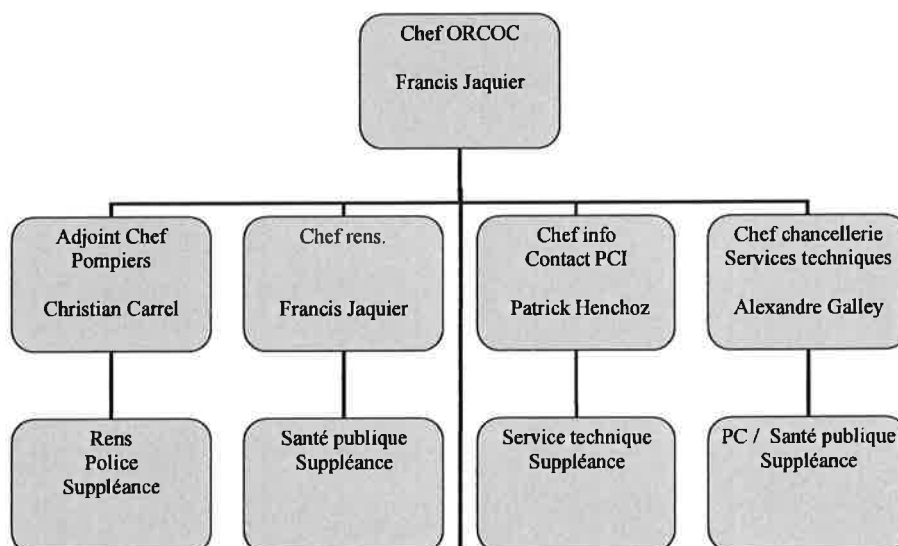 Chef ORCOC
Francis Jaquier
Adjoint Chef
Pompiers
Christian Carrel
Chef rens.
Francis Jaquier
Chef info
Contact PCI
Patrick Henchoz
Chef chancellerie
Services techniques
Alexandre Galley
Rens
Police
Suppléance
Santé publique
Suppléance
Service technique
Suppléance
PC / Santé publique
Suppléance